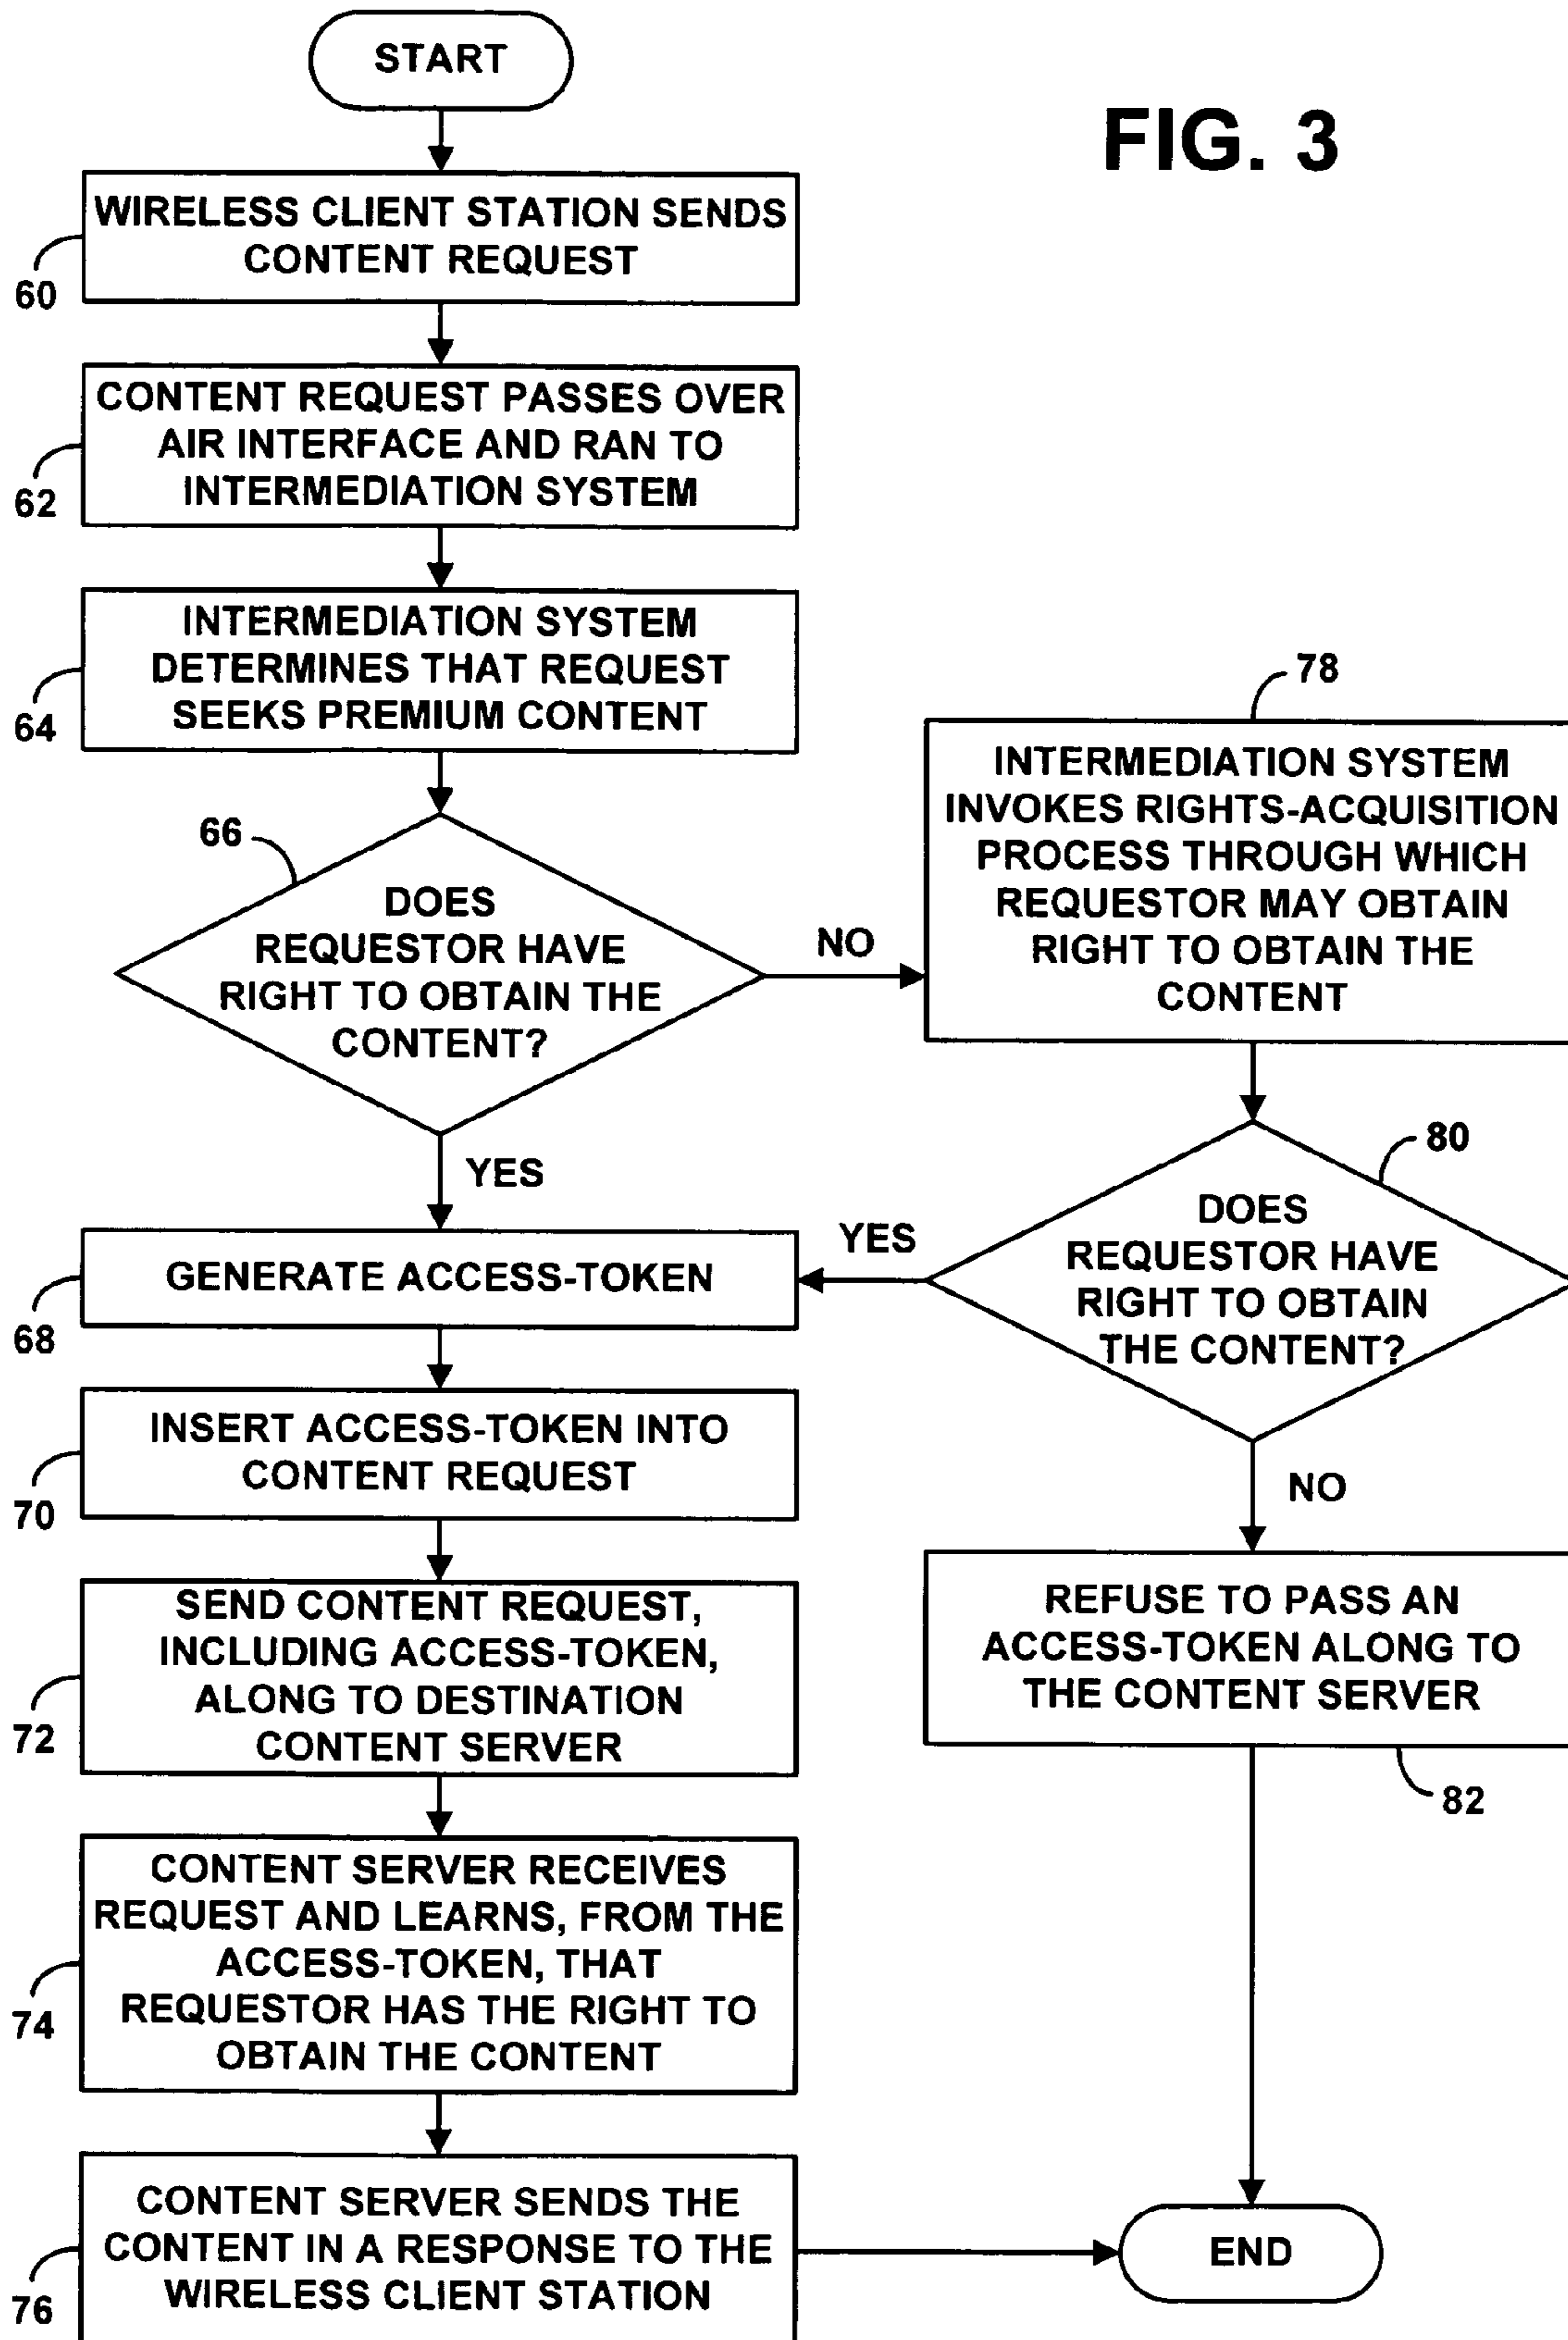 START
FIG. 3
WIRELESS CLIENT STATION SENDS
CONTENT REQUEST
60
CONTENT REQUEST PASSES OVER
AIR INTERFACE AND RAN TO
INTERMEDIATION SYSTEM
62
INTERMEDIATION SYSTEM
DETERMINES THAT REQUEST
SEEKS PREMIUM CONTENT
64
66
DOES
REQUESTOR HAVE
RIGHT TO OBTAIN THE
CONTENT?
NO
YES
78
INTERMEDIATION SYSTEM
INVOKES RIGHTS-ACQUISITION
PROCESS THROUGH WHICH
REQUESTOR MAY OBTAIN
RIGHT TO OBTAIN THE
CONTENT
80
DOES
REQUESTOR HAVE
RIGHT TO OBTAIN
THE CONTENT?
YES
NO
GENERATE ACCESS-TOKEN
68
INSERT ACCESS-TOKEN INTO
CONTENT REQUEST
70
SEND CONTENT REQUEST,
INCLUDING ACCESS-TOKEN,
ALONG TO DESTINATION
CONTENT SERVER
72
REFUSE TO PASS AN
ACCESS-TOKEN ALONG TO
THE CONTENT SERVER
82
CONTENT SERVER RECEIVES
REQUEST AND LEARNS, FROM THE
ACCESS-TOKEN, THAT
REQUESTOR HAS THE RIGHT TO
OBTAIN THE CONTENT
74
CONTENT SERVER SENDS THE
CONTENT IN A RESPONSE TO THE
WIRELESS CLIENT STATION
76
END